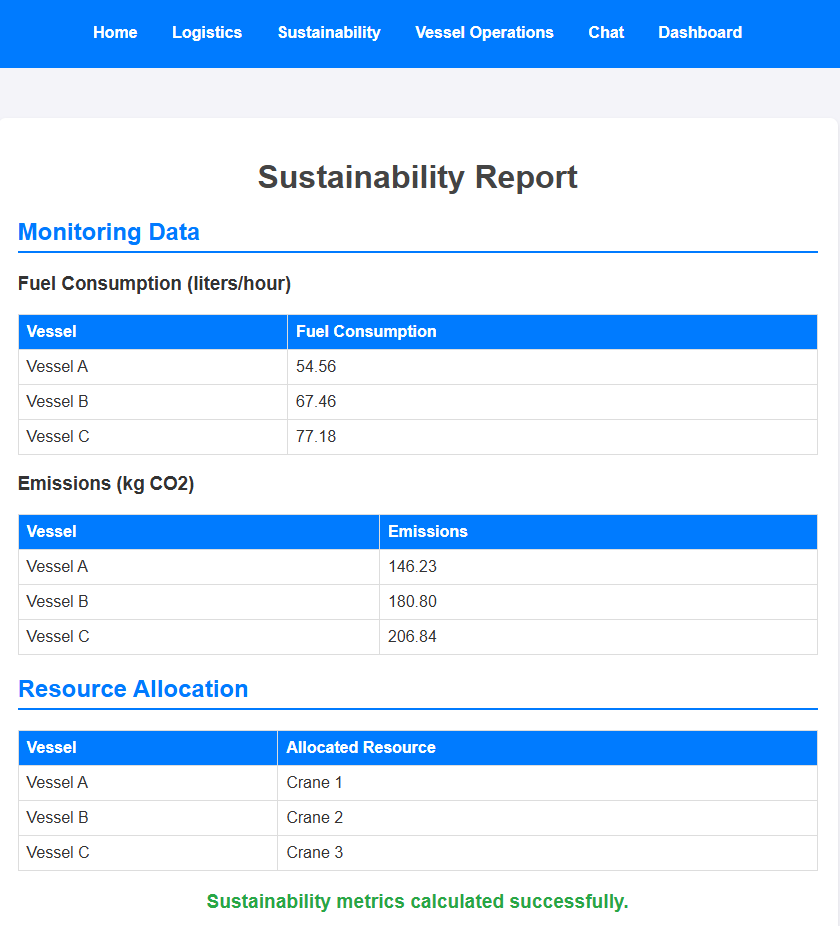 Home Logistics Sustainability Vessel Operations Chat Dashboard
Sustainability Report
Monitoring Data
Fuel Consumption (liters/hour)
Vessel Fuel Consumption
Vessel A 54.56
Vessel B 67.46
Vessel C 77.18
Emissions (kg CO2)
Vessel Emissions
Vessel A 146.23
Vessel B 180.80
Vessel C 206.84
Resource Allocation
Vessel Allocated Resource
Vessel A Crane 1
Vessel B Crane 2
Vessel C Crane 3
Sustainability metrics calculated successfully.